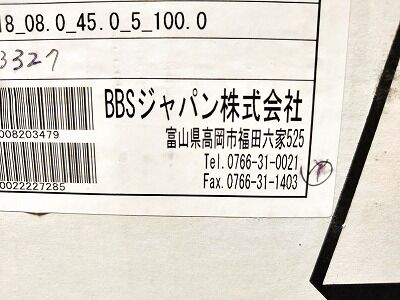 18_08.0_45.0_5_100.0
3327
BBSジャパン株式会社
富山県高岡市福田六家525
008203479
Tel.0766-31-0021
Fax.0766-31-1403
0022227285